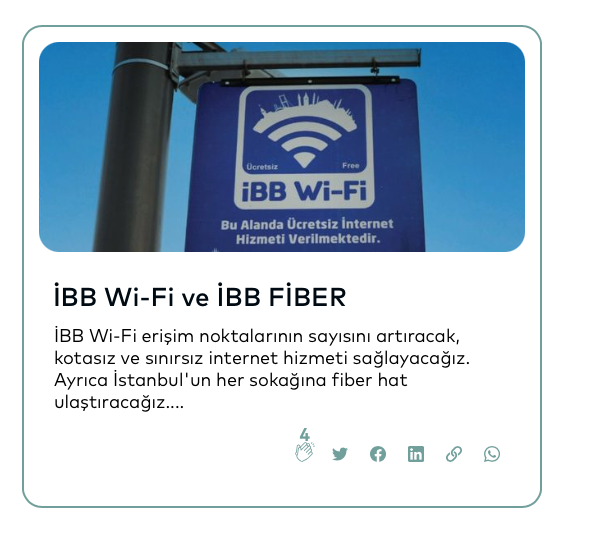 Ücretsiz Free
iBB Wi-Fi
Bu Alanda Ücretsiz İnternet
Hizmeti Verilmektedir.
İBB Wi-Fi ve İBB FİBER
İBB Wi-Fi erişim noktalarının sayısını artıracak,
kotasız ve sınırsız internet hizmeti sağlayacağız.
Ayrıca İstanbul'un her sokağına fiber hat
ulaştıracağız....
4